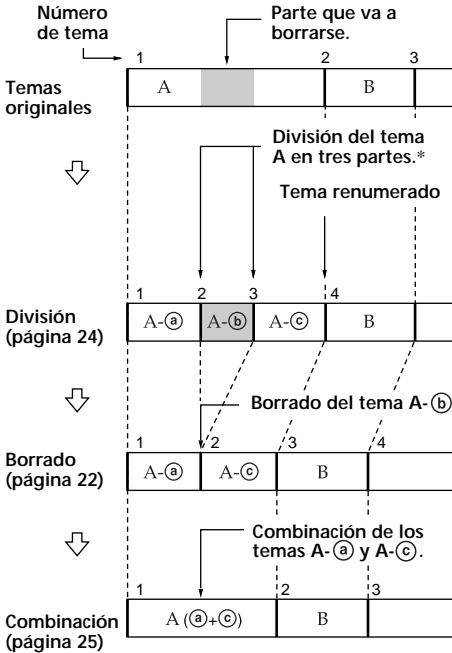 Número
de tema
Parte que va a
borrarse.
1 2 3
Temas
originales
A B
División del tema
A en tres partes.*
Tema renumerado
1 2 3 4
División
(página 24)
A-ⓐ A-ⓑ A-ⓒ B
Borrado del tema A-ⓑ
1 2 3 4
Borrado
(página 22)
A-ⓐ A-ⓒ B
Combinación de los
temas A-ⓐ y A-ⓒ.
1 2 3
Combinación
(página 25)
A (ⓐ+ⓒ) B